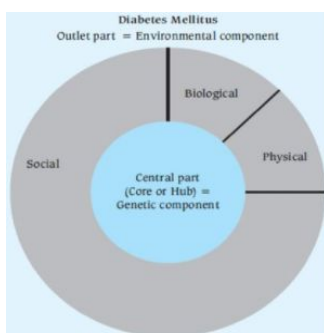 Diabetes Mellitus
Outlet part = Environmental component
Biological
Social
Physical
Central part
(Core or Hub) =
Genetic component